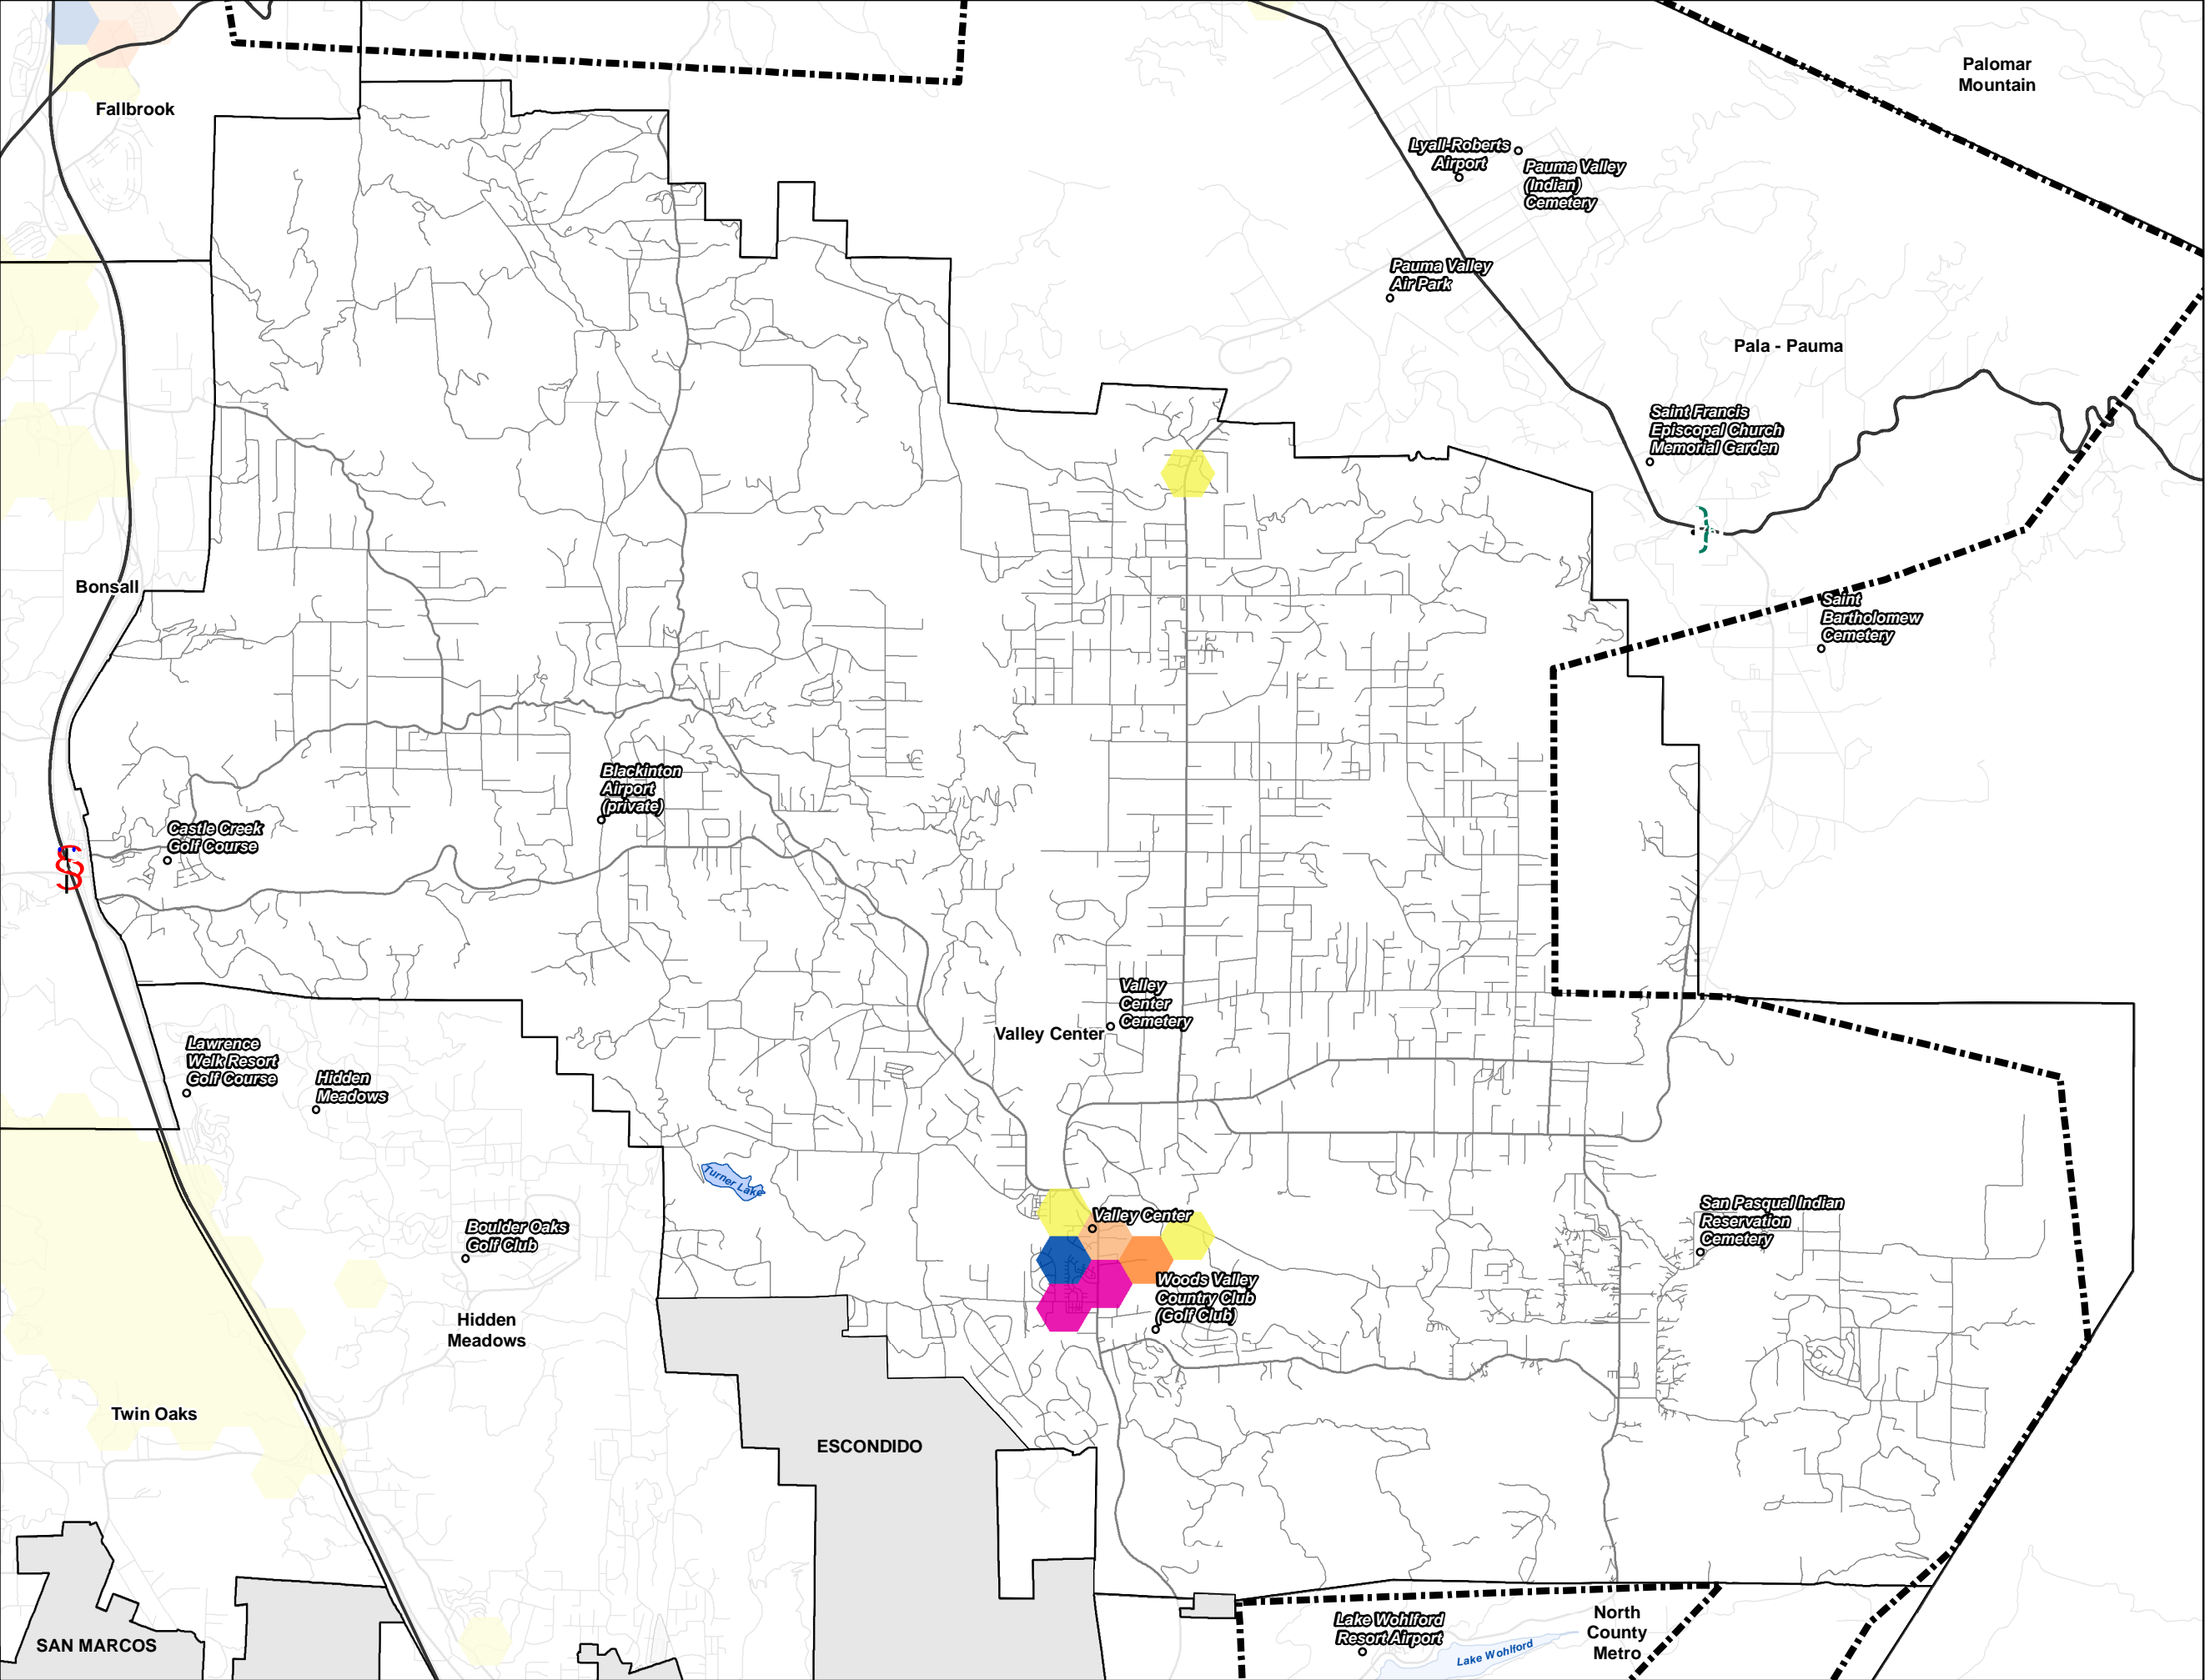 Palomar
Mountain
Fallbrook
Lyall-Roberts
Airport
Pauma Valley
(Indian)
Cemetery
Pauma Valley
Air Park
Pala - Pauma
Saint Francis
Episcopal Church
Memorial Garden
Bonsall
Saint
Bartholomew
Cemetery
Blackinton
Airport
(private)
Castle Creek
Golf Course
Valley
Center
Cemetery
Valley Center
Lawrence
Welk Resort
Golf Course
Hidden
Meadows
Turner Lake
Valley Center
San Pasqual Indian
Reservation
Cemetery
Boulder Oaks
Golf Club
Woods Valley
Country Club
(Golf Club)
Hidden
Meadows
Twin Oaks
ESCONDIDO
SAN MARCOS
Lake Wohlford
Resort Airport
Lake Wohlford
North
County
Metro